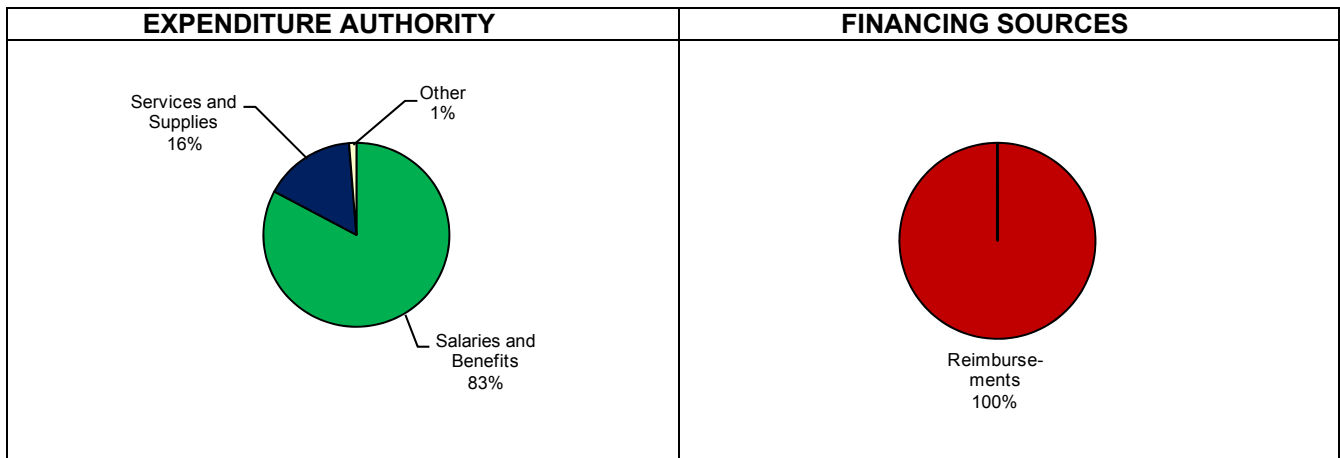 EXPENDITURE AUTHORITY
FINANCING SOURCES
Services and
Supplies
16%
Other
1%
Salaries and
Benefits
83%
Reimburse-
ments
100%